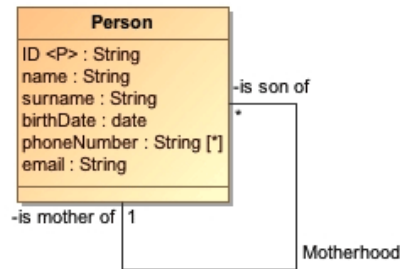 Person
ID <P> : String
name : String
surname : String
birthDate : date
phoneNumber : String [*]
email : String
-is son of
*
-is mother of 1
Motherhood